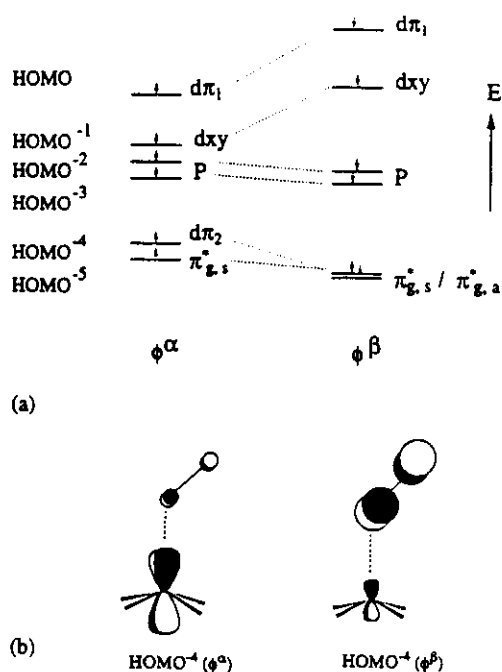 dπ₁
HOMO dπ₁ dxy E
HOMO⁻¹ dxy
HOMO⁻²
P P
HOMO⁻³
HOMO⁻⁴ dπ₂
HOMO⁻⁵ π*g, s π*g, s / π*g, a
ϕα ϕβ
(a)
(b)
HOMO⁻⁴ (ϕα) HOMO⁻⁴ (ϕβ)